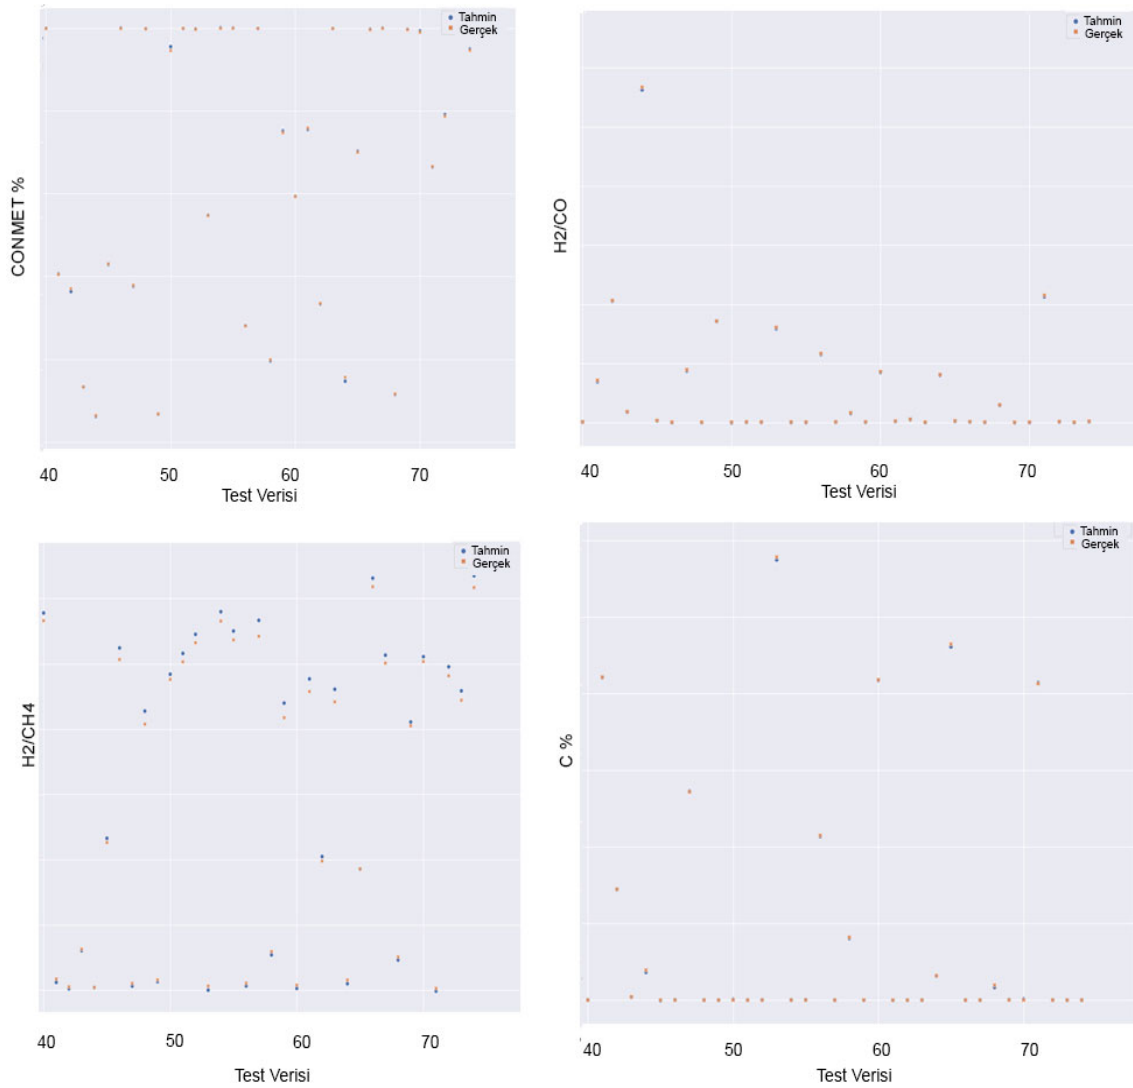 Tahmin
Gerçek
CONMET %
40 50 60 70
Test Verisi
Tahmin
Gerçek
H2/CO
40 50 60 70
Test Verisi
Tahmin
Gerçek
H2/CH4
40 50 60 70
Test Verisi
Tahmin
Gerçek
C %
40 50 60 70
Test Verisi